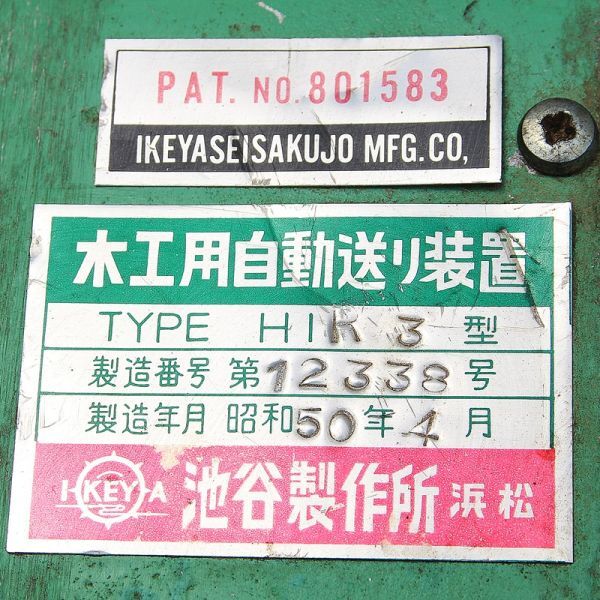 PAT. NO. 801583
IKEYASEISAKUJO MFG. CO,
木工用自動送り装置
TYPE HIK 3 型
製造番号 第12338号
製造年月 昭和50年4月
IKEYA 池谷製作所 浜松